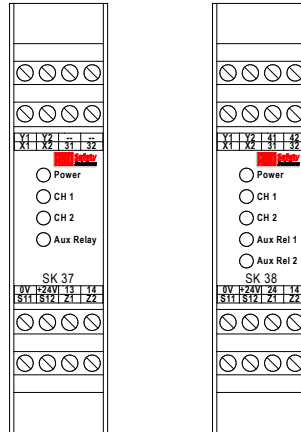 Y1 Y2 -- --
X1 X2 31 32
Safety
Power
CH 1
CH 2
Aux Relay
SK 37
0V +24V 13 14
S11 S12 Z1 Z2
Y1 Y2 41 42
X1 X2 31 32
Safety
Power
CH 1
CH 2
Aux Rel 1
Aux Rel 2
SK 38
0V +24V 24 14
S11 S12 Z1 Z2